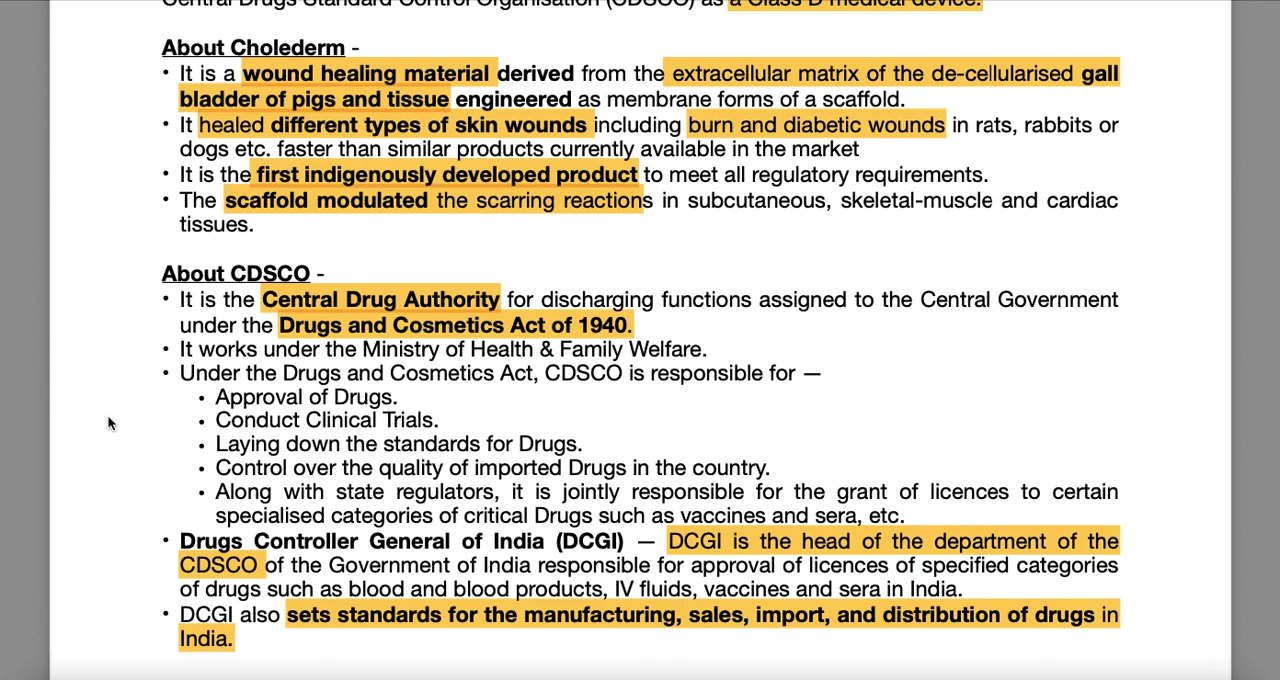 Central Drugs Standard Control Organisation (CDSCO) as a Class D medical device.
About Cholederm -
• It is a wound healing material derived from the extracellular matrix of the de-cellularised gall
bladder of pigs and tissue engineered as membrane forms of a scaffold.
• It healed different types of skin wounds including burn and diabetic wounds in rats, rabbits or
dogs etc. faster than similar products currently available in the market
• It is the first indigenously developed product to meet all regulatory requirements.
• The scaffold modulated the scarring reactions in subcutaneous, skeletal-muscle and cardiac
tissues.
About CDSCO -
• It is the Central Drug Authority for discharging functions assigned to the Central Government
under the Drugs and Cosmetics Act of 1940.
• It works under the Ministry of Health & Family Welfare.
• Under the Drugs and Cosmetics Act, CDSCO is responsible for —
• Approval of Drugs.
• Conduct Clinical Trials.
• Laying down the standards for Drugs.
• Control over the quality of imported Drugs in the country.
• Along with state regulators, it is jointly responsible for the grant of licences to certain
specialised categories of critical Drugs such as vaccines and sera, etc.
• Drugs Controller General of India (DCGI) — DCGI is the head of the department of the
CDSCO of the Government of India responsible for approval of licences of specified categories
of drugs such as blood and blood products, IV fluids, vaccines and sera in India.
• DCGI also sets standards for the manufacturing, sales, import, and distribution of drugs in
India.